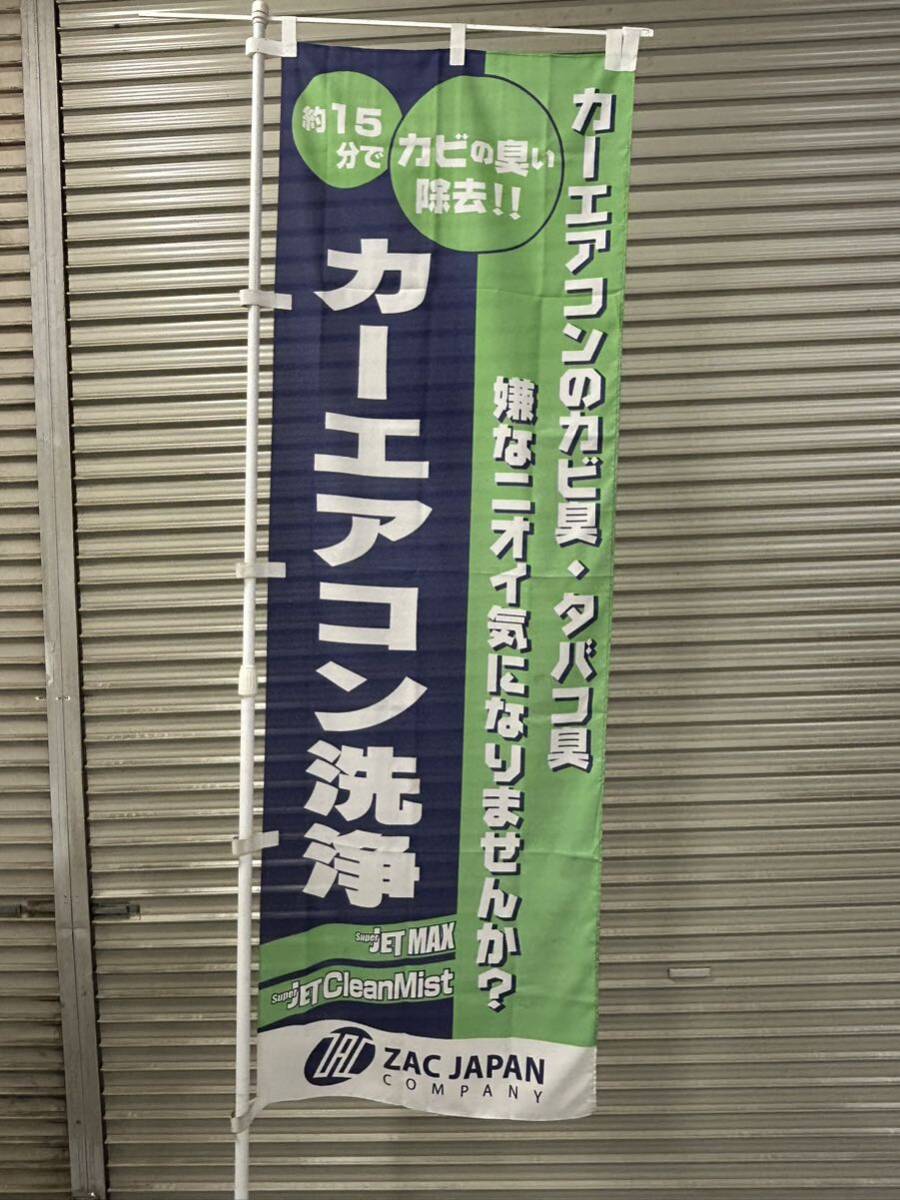 カーエアコンのカビ臭・タバコ臭
嫌なニオイ気になりませんか?
約15
分で
カビの臭い
除去!!
カーエアコン洗浄
Super JET MAX
Super JET CleanMist
ZAC
ZAC JAPAN
COMPANY